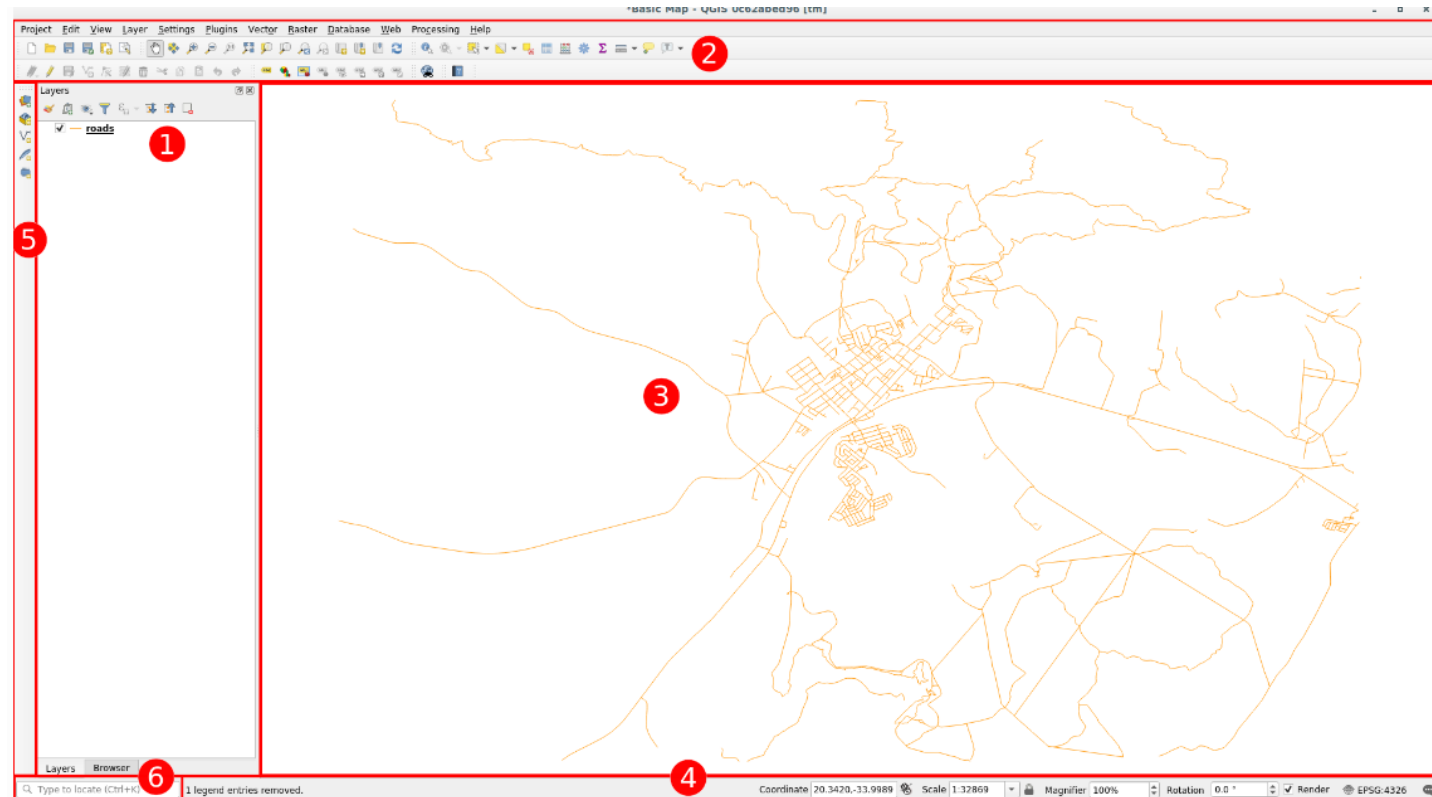 *Basic Map - QGIS 0c62abed96 [tm]
Project Edit View Layer Settings Plugins Vector Raster Database Web Processing Help
2
Layers
roads
1
5
3
Layers Browser
6
4
Type to locate (Ctrl+K) 1 legend entries removed. Coordinate 20.3420,-33.9989 Scale 1:32869 Magnifier 100% Rotation 0.0 ° Render EPSG:4326